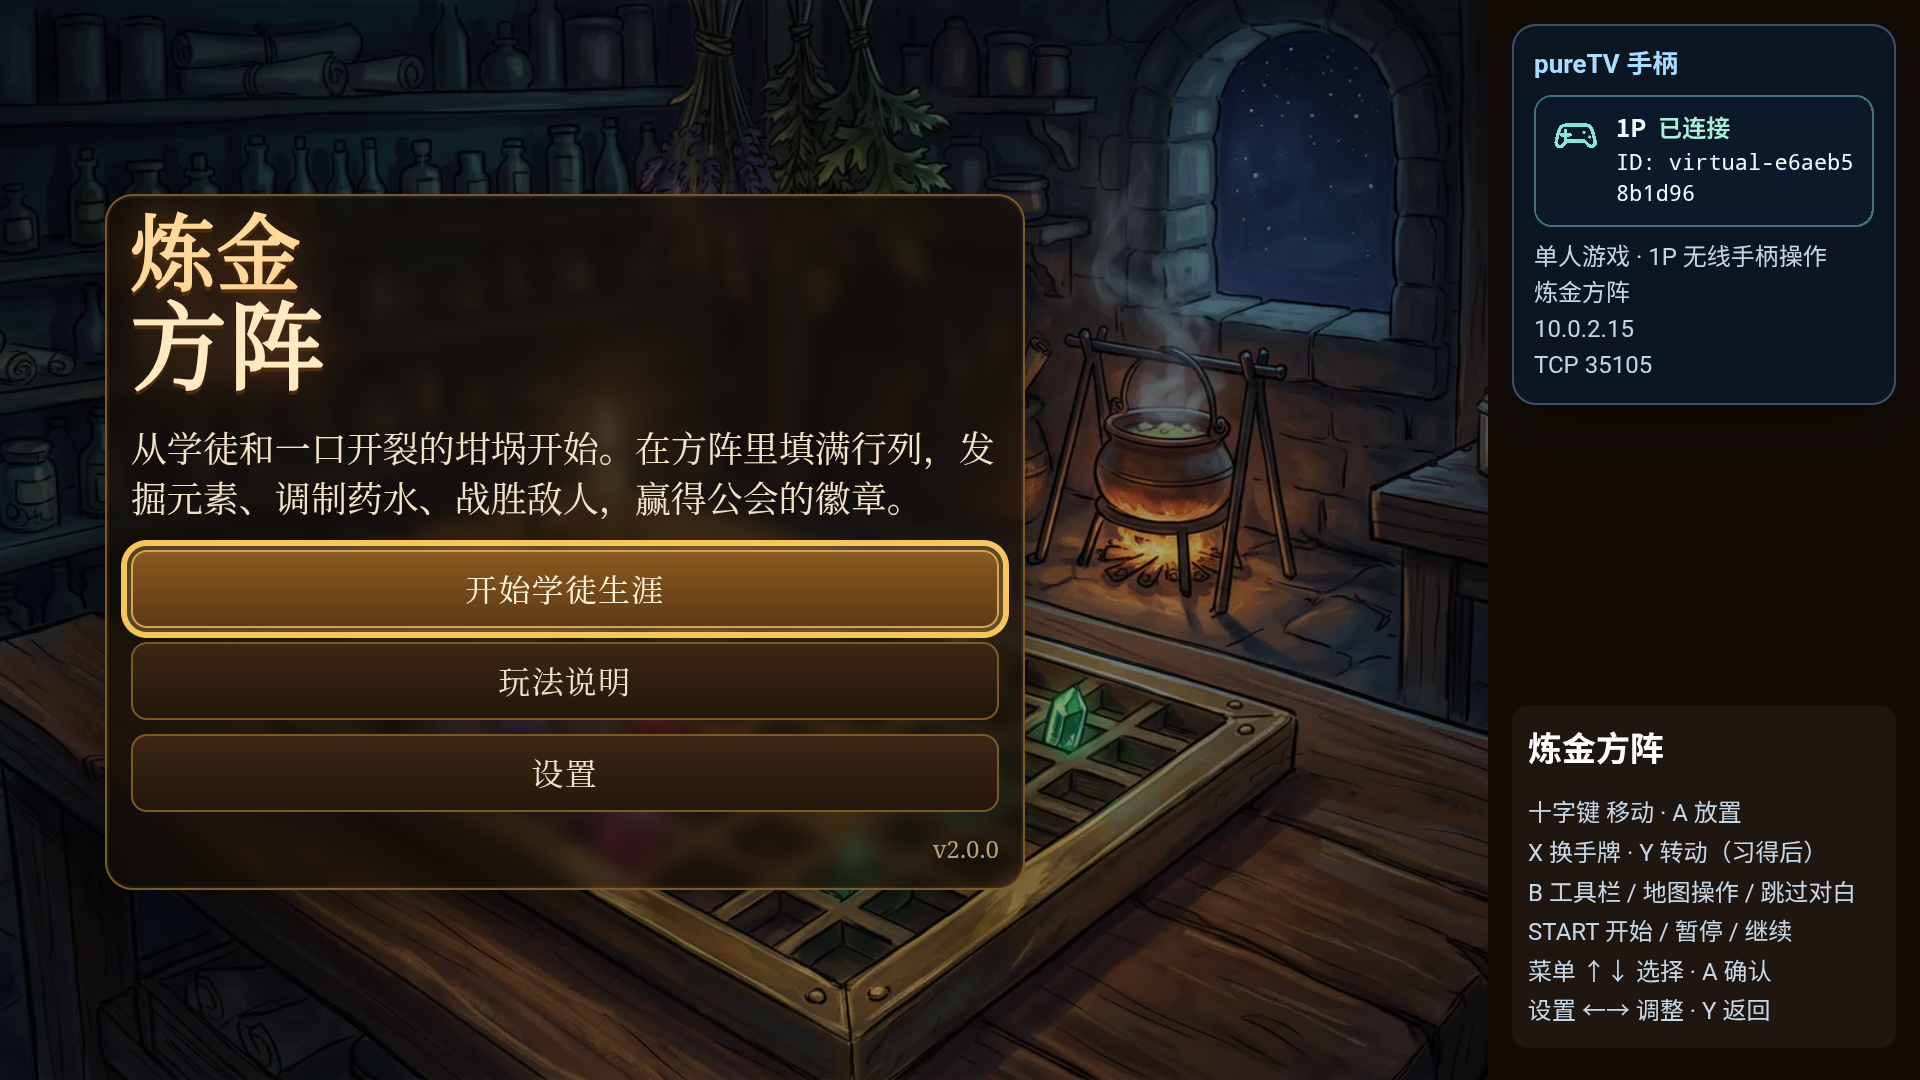 炼金
方阵
从学徒和一口开裂的坩埚开始。在方阵里填满行列，发
掘元素、调制药水、战胜敌人，赢得公会的徽章。
开始学徒生涯
玩法说明
设置
v2.0.0
pureTV 手柄
1P 已连接
ID: virtual-e6aeb5
8b1d96
单人游戏 · 1P 无线手柄操作
炼金方阵
10.0.2.15
TCP 35105
炼金方阵
十字键 移动 · A 放置
X 换手牌 · Y 转动（习得后）
B 工具栏 / 地图操作 / 跳过对白
START 开始 / 暂停 / 继续
菜单 ↑↓ 选择 · A 确认
设置 ←→ 调整 · Y 返回